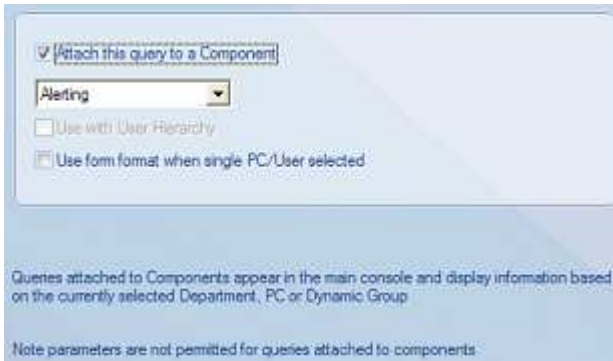 Attach this query to a Component
Alerting
Use with User Hierarchy
Use form format when single PC/User selected
Queries attached to Components appear in the main console and display information based
on the currently selected Department, PC or Dynamic Group
Note parameters are not permitted for queries attached to components